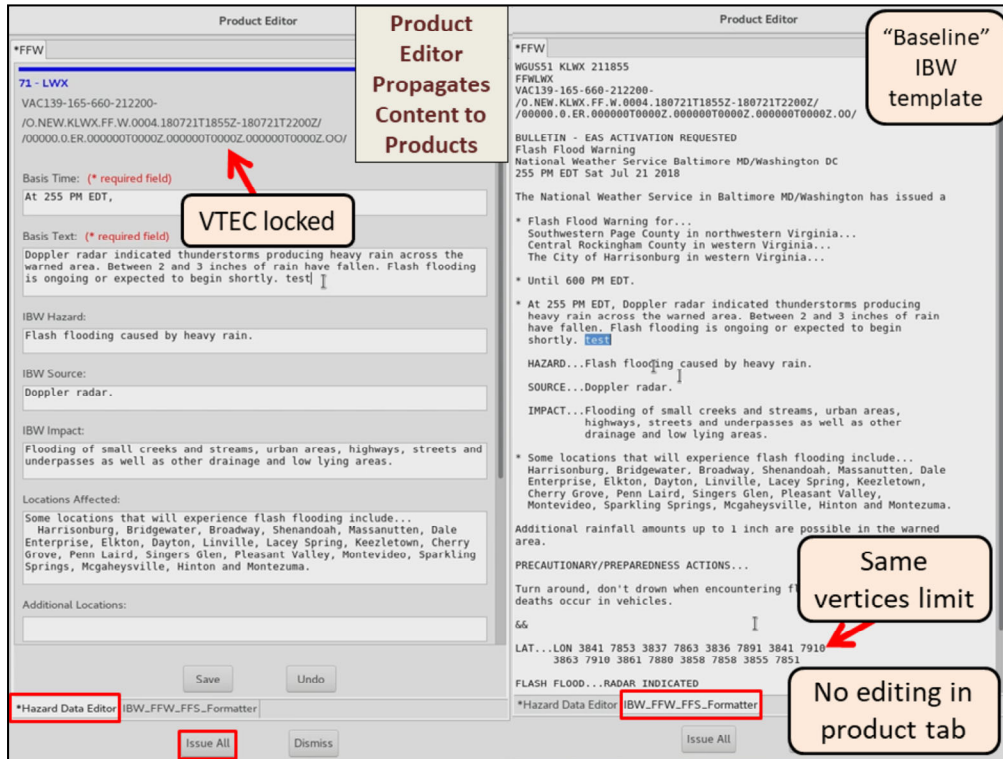 Product Editor
*FFW
71 - LWX
VAC139-165-660-212200-
/O.NEW.KLWX.FF.W.0004.180721T1855Z-180721T2200Z/
/00000.0.ER.000000T0000Z.000000T0000Z.000000T0000Z.OO/
VTEC locked
Basis Time: (* required field)
At 255 PM EDT,
Basis Text: (* required field)
Doppler radar indicated thunderstorms producing heavy rain across the
warned area. Between 2 and 3 inches of rain have fallen. Flash flooding
is ongoing or expected to begin shortly. test
IBW Hazard:
Flash flooding caused by heavy rain.
IBW Source:
Doppler radar.
IBW Impact:
Flooding of small creeks and streams, urban areas, highways, streets and
underpasses as well as other drainage and low lying areas.
Locations Affected:
Some locations that will experience flash flooding include...
Harrisonburg, Bridgewater, Broadway, Shenandoah, Massanutten, Dale
Enterprise, Elkton, Dayton, Linville, Lacey Spring, Keezletown, Cherry
Grove, Penn Laird, Singers Glen, Pleasant Valley, Montevideo, Sparkling
Springs, Mcgaheysville, Hinton and Montezuma.
Additional Locations:
Save Undo
*Hazard Data Editor IBW_FFW_FFS_Formatter
Issue All Dismiss
Product
Editor
Propagates
Content to
Products
Product Editor
"Baseline"
IBW
template
*FFW
WGUS51 KLWX 211855
FFWLWX
VAC139-165-660-212200-
/O.NEW.KLWX.FF.W.0004.180721T1855Z-180721T2200Z/
/00000.0.ER.000000T0000Z.000000T0000Z.000000T0000Z.OO/
BULLETIN - EAS ACTIVATION REQUESTED
Flash Flood Warning
National Weather Service Baltimore MD/Washington DC
255 PM EDT Sat Jul 21 2018
The National Weather Service in Baltimore MD/Washington has issued a
* Flash Flood Warning for...
Southwestern Page County in northwestern Virginia...
Central Rockingham County in western Virginia...
The City of Harrisonburg in western Virginia...
* Until 600 PM EDT.
* At 255 PM EDT, Doppler radar indicated thunderstorms producing
heavy rain across the warned area. Between 2 and 3 inches of rain
have fallen. Flash flooding is ongoing or expected to begin
shortly. test
HAZARD...Flash flooding caused by heavy rain.
SOURCE...Doppler radar.
IMPACT...Flooding of small creeks and streams, urban areas,
highways, streets and underpasses as well as other
drainage and low lying areas.
* Some locations that will experience flash flooding include...
Harrisonburg, Bridgewater, Broadway, Shenandoah, Massanutten, Dale
Enterprise, Elkton, Dayton, Linville, Lacey Spring, Keezletown,
Cherry Grove, Penn Laird, Singers Glen, Pleasant Valley,
Montevideo, Sparkling Springs, Mcgaheysville, Hinton and Montezuma.
Additional rainfall amounts up to 1 inch are possible in the warned
area.
PRECAUTIONARY/PREPAREDNESS ACTIONS...
Turn around, don't drown when encountering
deaths occur in vehicles.
Same
vertices limit
&&
LAT...LON 3841 7853 3837 7863 3836 7891 3841 7910
3863 7910 3861 7880 3858 7858 3855 7851
FLASH FLOOD...RADAR INDICATED
*Hazard Data Editor IBW_FFW_FFS_Formatter
Issue All
No editing in
product tab